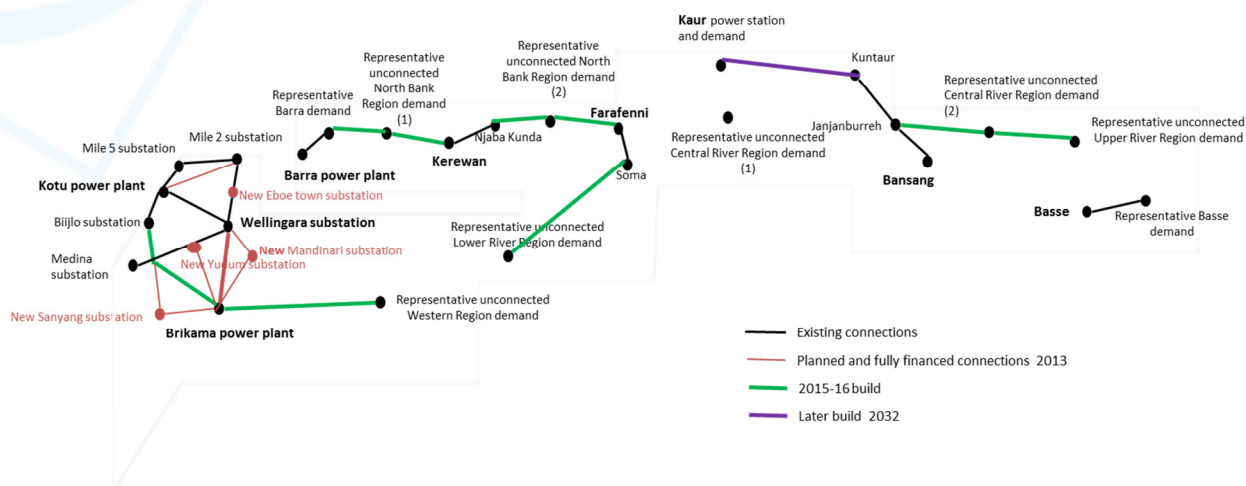 Kaur power station
and demand
Representative
unconnected North
Bank Region demand
(2)
Representative
unconnected
North Bank
Region demand
(1)
Kuntaur
Representative unconnected
Central River Region demand
(2)
Representative
Barra demand
Farafenni
Mile 2 substation
Njaba Kunda
Janjanburreh
Representative unconnected
Upper River Region demand
Mile 5 substation
Kerewan
Representative unconnected
Central River Region demand
(1)
Barra power plant
Soma
Bansang
Kotu power plant
New Eboe town substation
Biijlo substation
Wellingara substation
Representative unconnected
Lower River Region demand
Basse
Representative Basse
demand
New Mandinari substation
New Yudum substation
Medina
substation
Representative unconnected
Western Region demand
New Sanyang substation
Brikama power plant
Existing connections
Planned and fully financed connections 2013
2015-16 build
Later build 2032